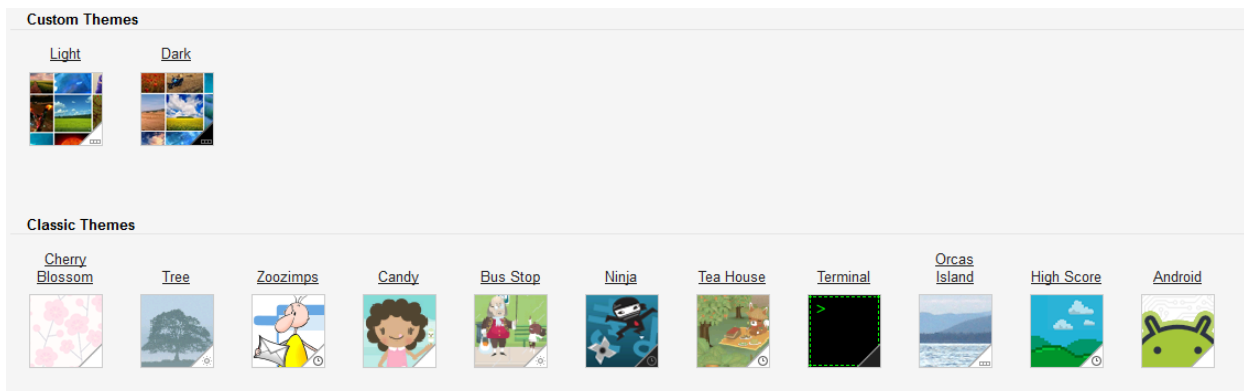 Custom Themes
Light Dark
Classic Themes
Cherry Blossom Tree Zoozimps Candy Bus Stop Ninja Tea House Terminal Orcas Island High Score Android
>